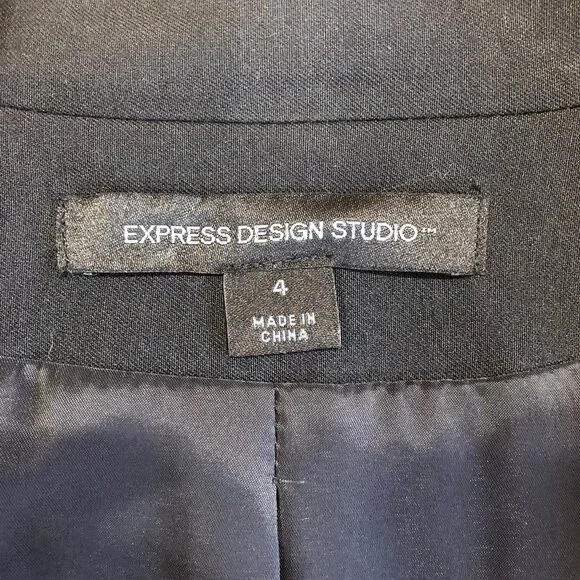 EXPRESS DESIGN STUDIO™
4
MADE IN
CHINA